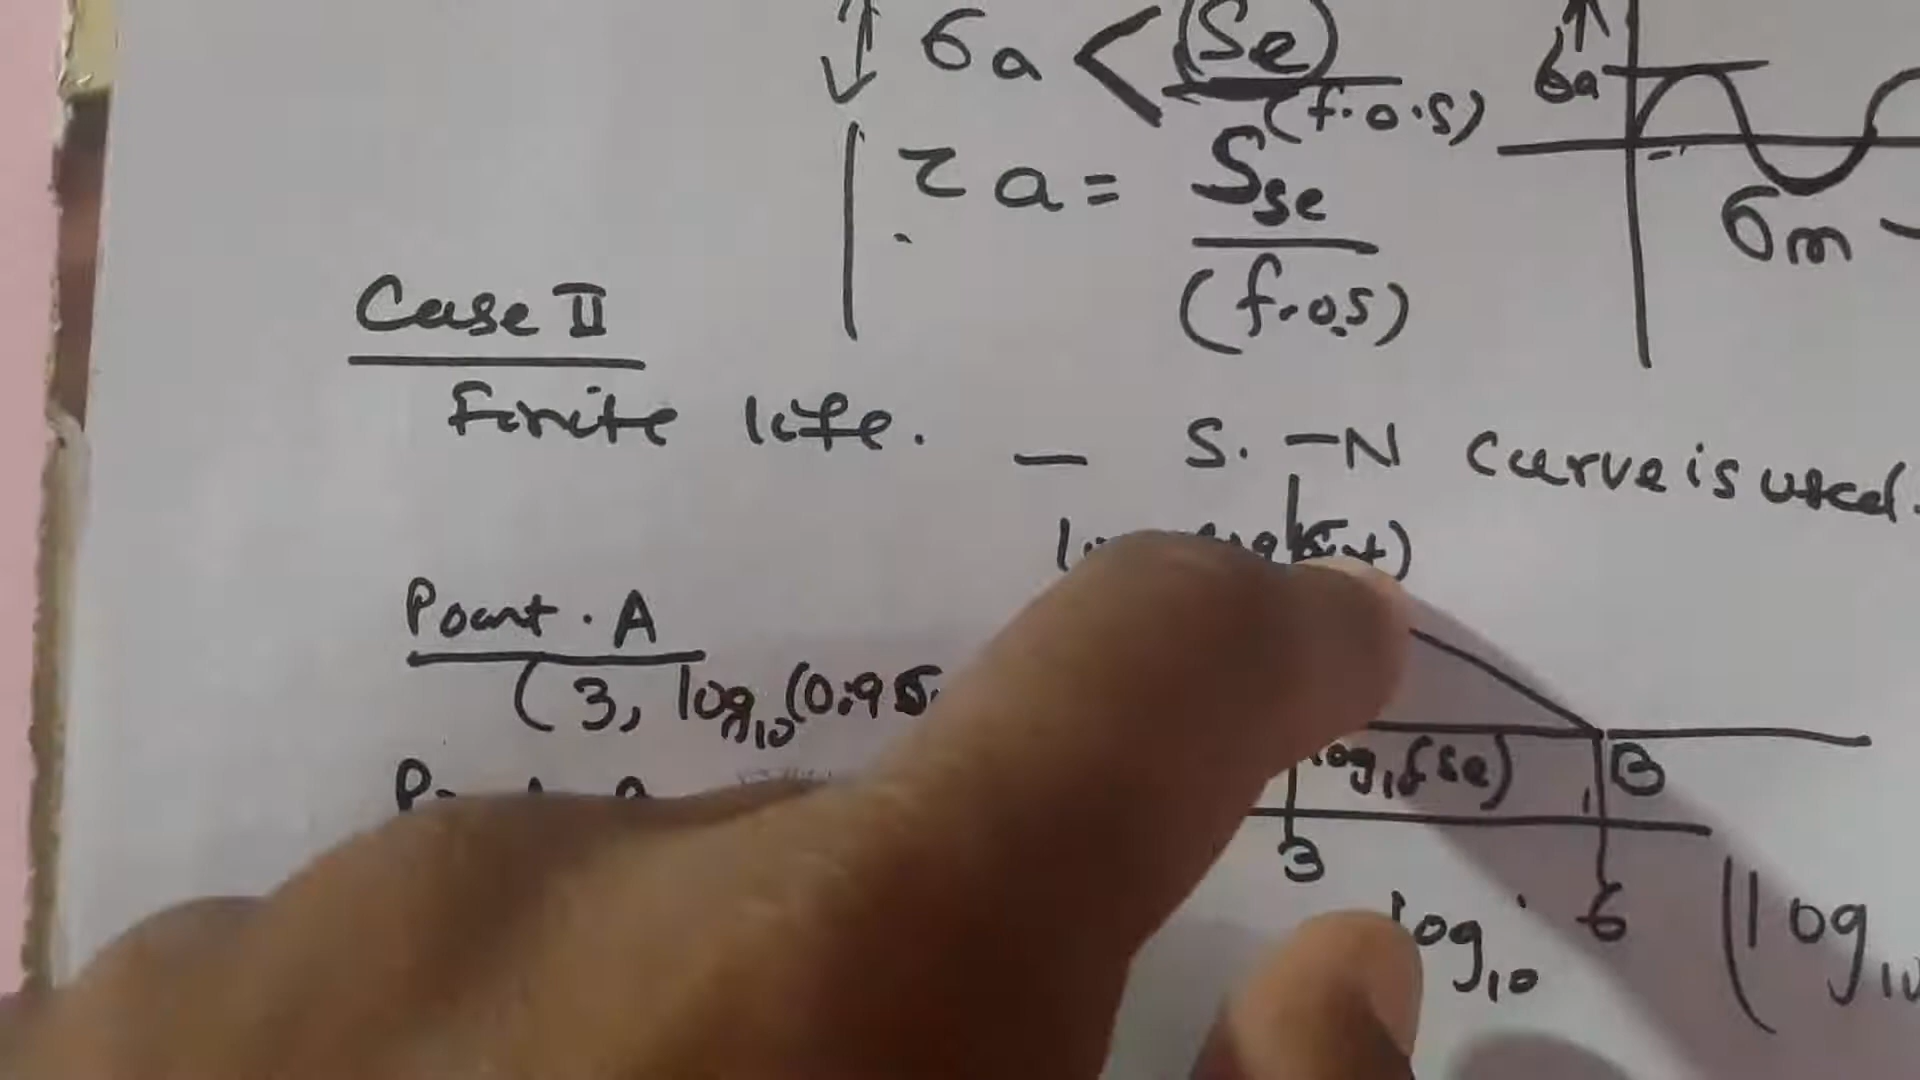 σa < (Se)
(f.o.s)
σa
τa = Sse
(f.o.s)
σm
Case II
Finite life. — S.-N Curve is used.
Point. A
(3, log10(0.9
log10(Se) B
3
6
log10
(log10